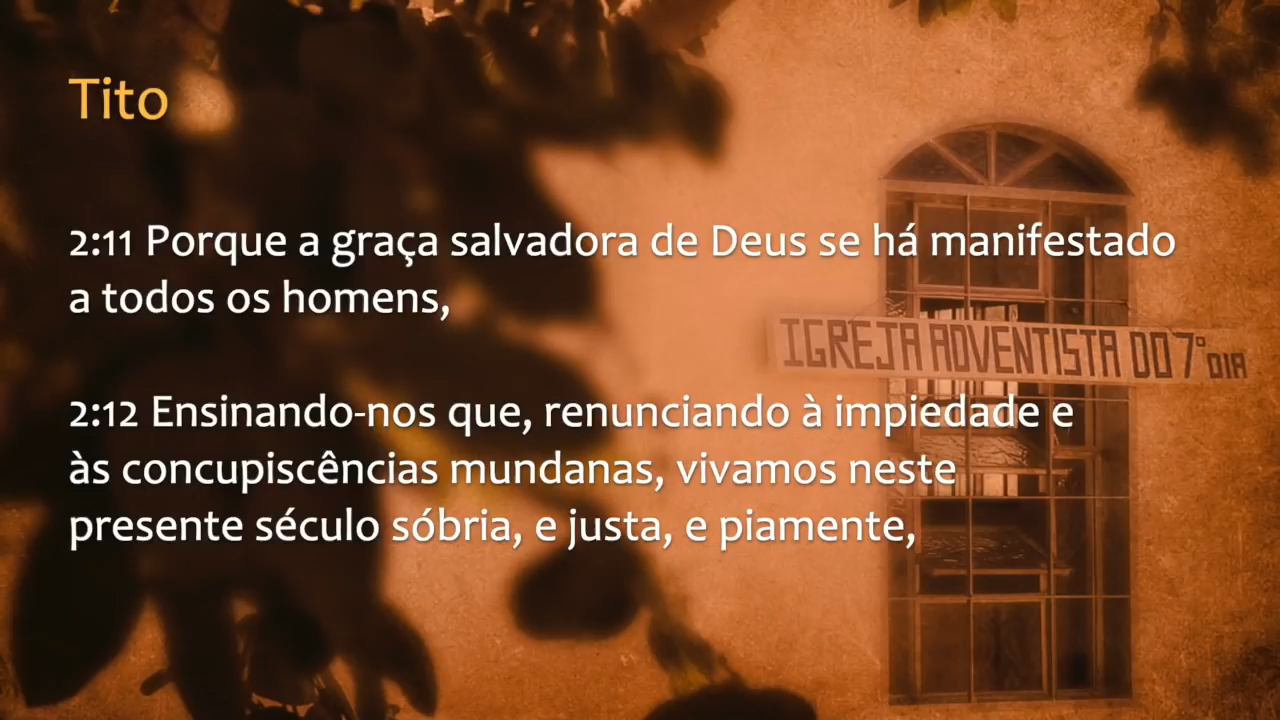 Tito
2:11 Porque a graça salvadora de Deus se há manifestado
a todos os homens,
IGREJA ADVENTISTA DO 7º DIA
2:12 Ensinando-nos que, renunciando à impiedade e
às concupiscências mundanas, vivamos neste
presente século sóbria, e justa, e piamente,